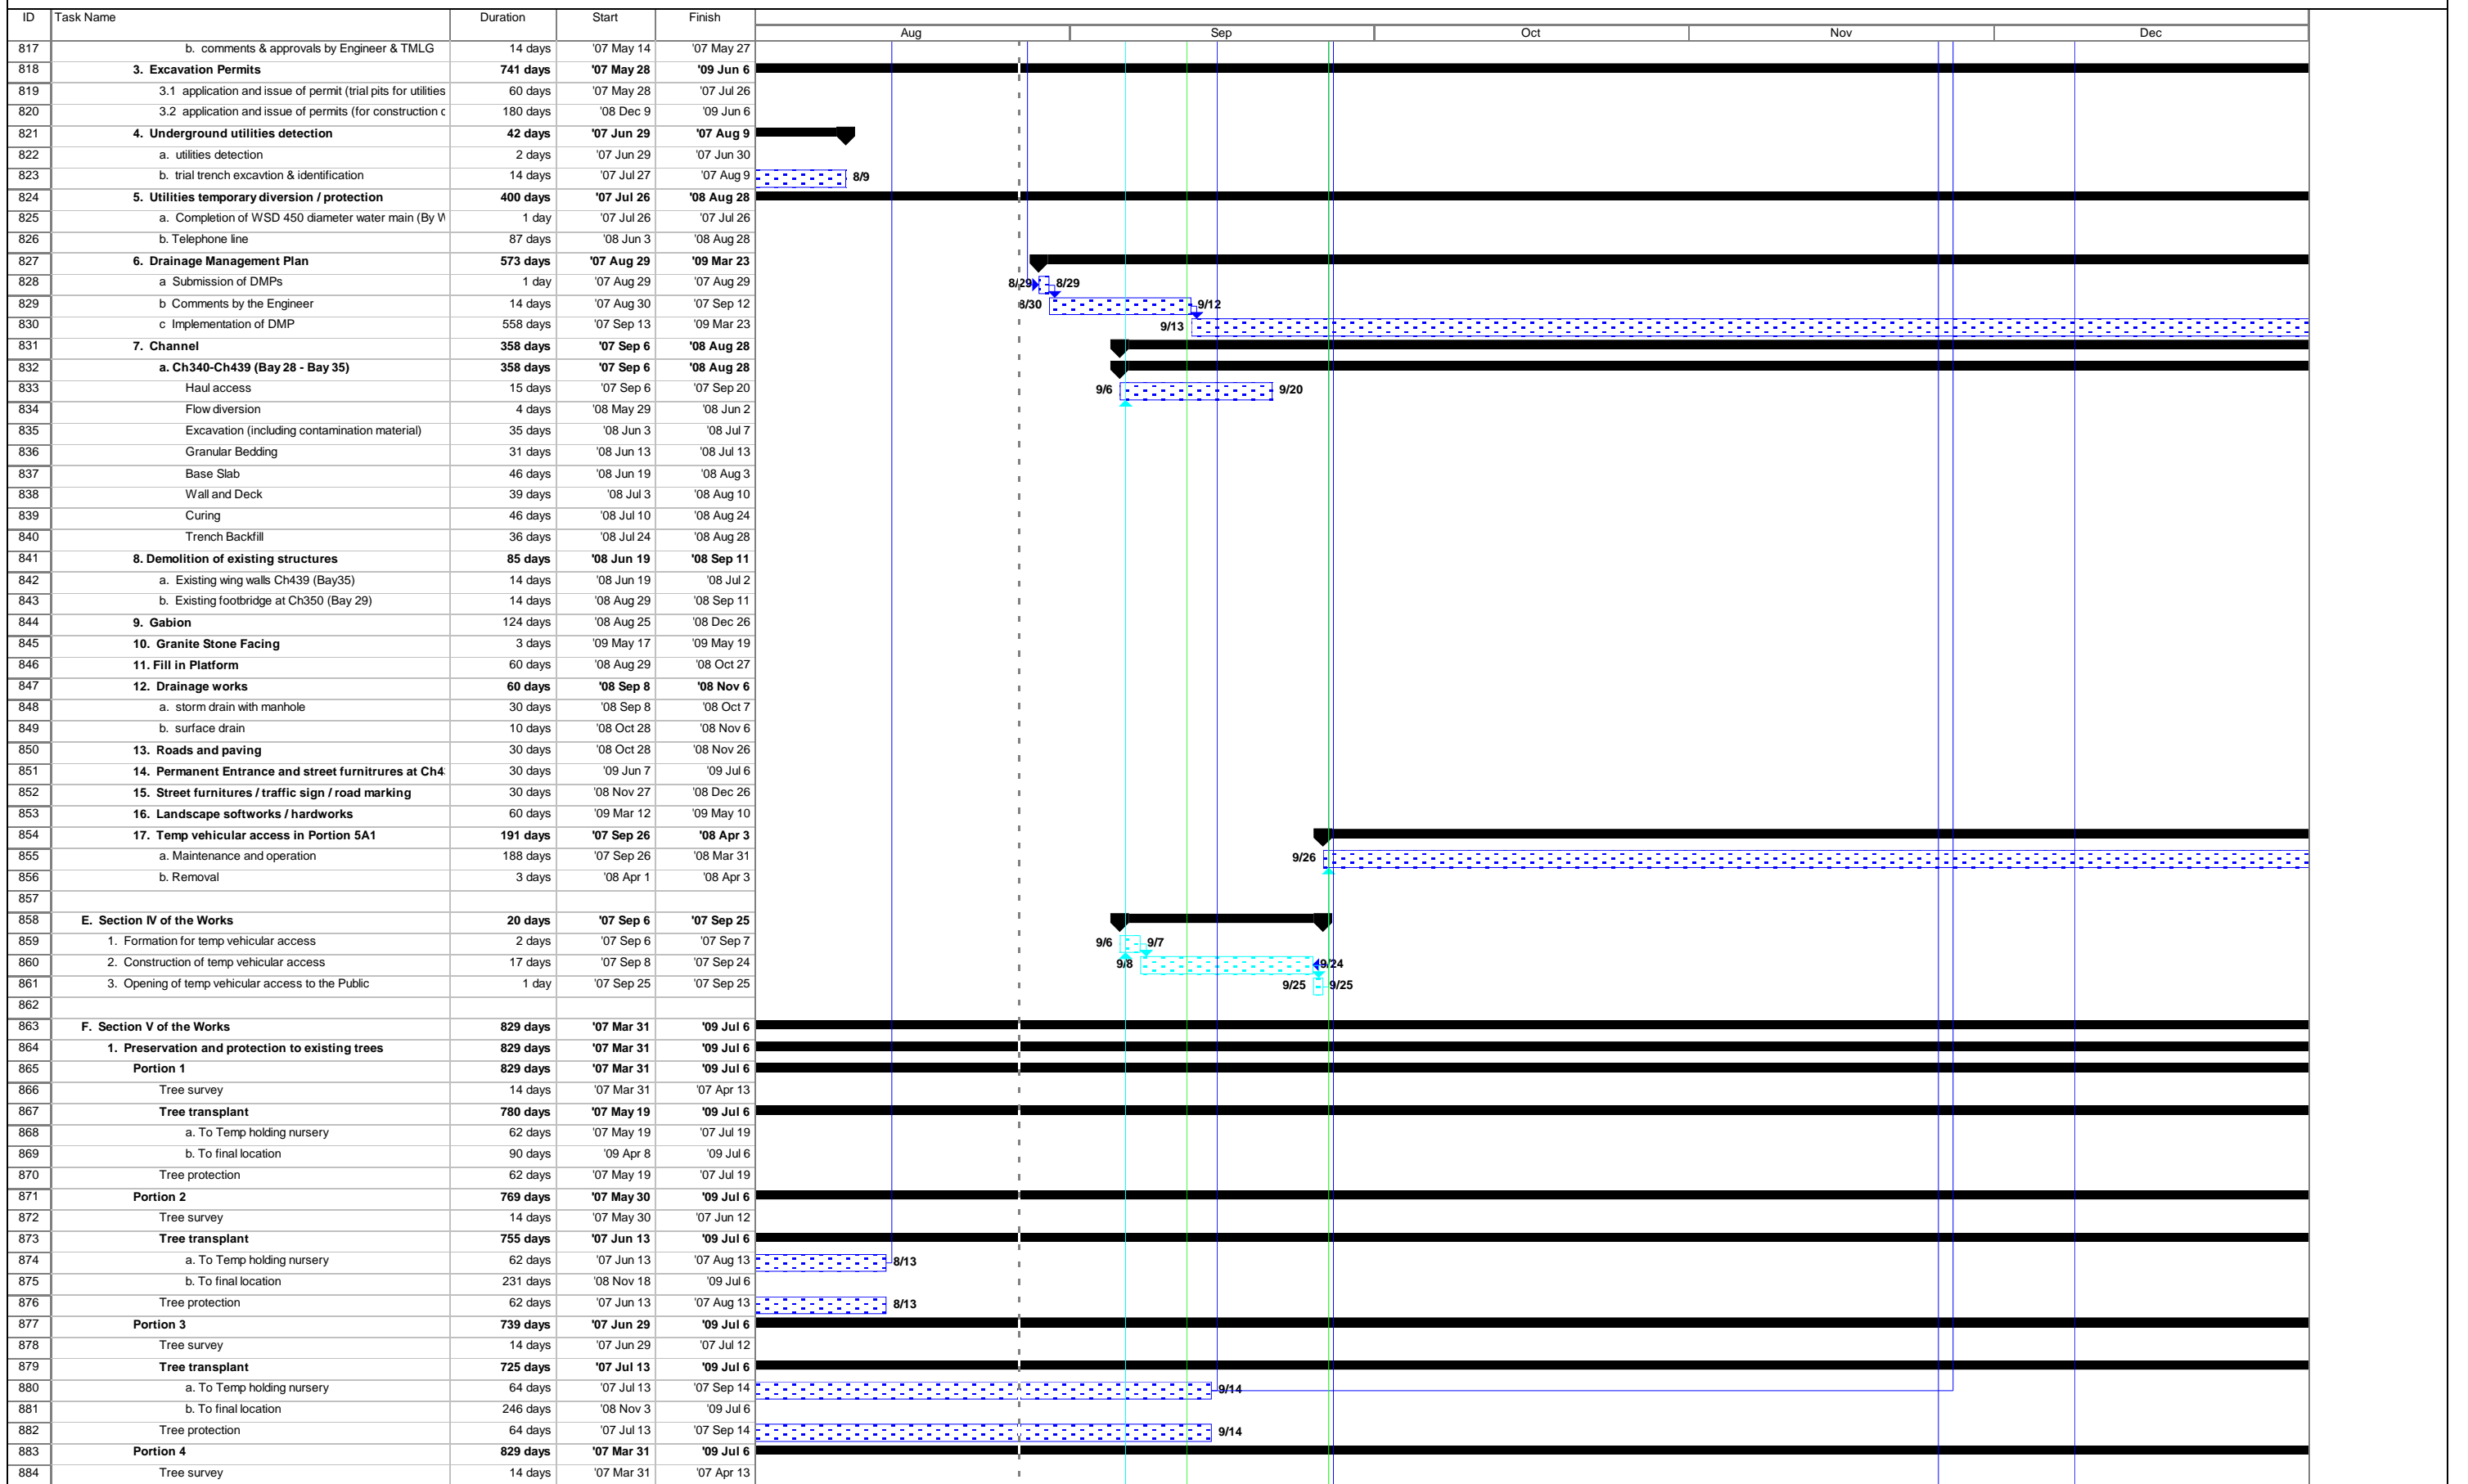 ID Task Name Duration Start Finish
Aug Sep Oct Nov Dec
817 b. comments & approvals by Engineer & TMLG 14 days '07 May 14 '07 May 27
818 3. Excavation Permits 741 days '07 May 28 '09 Jun 6
819 3.1 application and issue of permit (trial pits for utilities 60 days '07 May 28 '07 Jul 26
820 3.2 application and issue of permits (for construction 180 days '08 Dec 9 '09 Jun 6
821 4. Underground utilities detection 42 days '07 Jun 29 '07 Aug 9
822 a. utilities detection 2 days '07 Jun 29 '07 Jun 30
823 b. trial trench excavtion & identification 14 days '07 Jul 27 '07 Aug 9 8/9
824 5. Utilities temporary diversion / protection 400 days '07 Jul 26 '08 Aug 28
825 a. Completion of WSD 450 diameter water main (By 1 day '07 Jul 26 '07 Jul 26
826 b. Telephone line 87 days '08 Jun 3 '08 Aug 28
827 6. Drainage Management Plan 573 days '07 Aug 29 '09 Mar 23
828 a Submission of DMPs 1 day '07 Aug 29 '07 Aug 29 8/29 8/29
829 b Comments by the Engineer 14 days '07 Aug 30 '07 Sep 12 8/30 9/12
830 c Implementation of DMP 558 days '07 Sep 13 '09 Mar 23 9/13
831 7. Channel 358 days '07 Sep 6 '08 Aug 28
832 a. Ch340-Ch439 (Bay 28 - Bay 35) 358 days '07 Sep 6 '08 Aug 28
833 Haul access 15 days '07 Sep 6 '07 Sep 20 9/6 9/20
834 Flow diversion 4 days '08 May 29 '08 Jun 2
835 Excavation (including contamination material) 35 days '08 Jun 3 '08 Jul 7
836 Granular Bedding 31 days '08 Jun 13 '08 Jul 13
837 Base Slab 46 days '08 Jun 19 '08 Aug 3
838 Wall and Deck 39 days '08 Jul 3 '08 Aug 10
839 Curing 46 days '08 Jul 10 '08 Aug 24
840 Trench Backfill 36 days '08 Jul 24 '08 Aug 28
841 8. Demolition of existing structures 85 days '08 Jun 19 '08 Sep 11
842 a. Existing wing walls Ch439 (Bay35) 14 days '08 Jun 19 '08 Jul 2
843 b. Existing footbridge at Ch350 (Bay 29) 14 days '08 Aug 29 '08 Sep 11
844 9. Gabion 124 days '08 Aug 25 '08 Dec 26
845 10. Granite Stone Facing 3 days '09 May 17 '09 May 19
846 11. Fill in Platform 60 days '08 Aug 29 '08 Oct 27
847 12. Drainage works 60 days '08 Sep 8 '08 Nov 6
848 a. storm drain with manhole 30 days '08 Sep 8 '08 Oct 7
849 b. surface drain 10 days '08 Oct 28 '08 Nov 6
850 13. Roads and paving 30 days '08 Oct 28 '08 Nov 26
851 14. Permanent Entrance and street furnitrures at Ch4 30 days '09 Jun 7 '09 Jul 6
852 15. Street furnitures / traffic sign / road marking 30 days '08 Nov 27 '08 Dec 26
853 16. Landscape softworks / hardworks 60 days '09 Mar 12 '09 May 10
854 17. Temp vehicular access in Portion 5A1 191 days '07 Sep 26 '08 Apr 3
855 a. Maintenance and operation 188 days '07 Sep 26 '08 Mar 31 9/26
856 b. Removal 3 days '08 Apr 1 '08 Apr 3
857
858 E. Section IV of the Works 20 days '07 Sep 6 '07 Sep 25
859 1. Formation for temp vehicular access 2 days '07 Sep 6 '07 Sep 7 9/6 9/7
860 2. Construction of temp vehicular access 17 days '07 Sep 8 '07 Sep 24 9/8 9/24
861 3. Opening of temp vehicular access to the Public 1 day '07 Sep 25 '07 Sep 25 9/25 9/25
862
863 F. Section V of the Works 829 days '07 Mar 31 '09 Jul 6
864 1. Preservation and protection to existing trees 829 days '07 Mar 31 '09 Jul 6
865 Portion 1 829 days '07 Mar 31 '09 Jul 6
866 Tree survey 14 days '07 Mar 31 '07 Apr 13
867 Tree transplant 780 days '07 May 19 '09 Jul 6
868 a. To Temp holding nursery 62 days '07 May 19 '07 Jul 19
869 b. To final location 90 days '09 Apr 8 '09 Jul 6
870 Tree protection 62 days '07 May 19 '07 Jul 19
871 Portion 2 769 days '07 May 30 '09 Jul 6
872 Tree survey 14 days '07 May 30 '07 Jun 12
873 Tree transplant 755 days '07 Jun 13 '09 Jul 6
874 a. To Temp holding nursery 62 days '07 Jun 13 '07 Aug 13 8/13
875 b. To final location 231 days '08 Nov 18 '09 Jul 6
876 Tree protection 62 days '07 Jun 13 '07 Aug 13 8/13
877 Portion 3 739 days '07 Jun 29 '09 Jul 6
878 Tree survey 14 days '07 Jun 29 '07 Jul 12
879 Tree transplant 725 days '07 Jul 13 '09 Jul 6
880 a. To Temp holding nursery 64 days '07 Jul 13 '07 Sep 14 9/14
881 b. To final location 246 days '08 Nov 3 '09 Jul 6
882 Tree protection 64 days '07 Jul 13 '07 Sep 14 9/14
883 Portion 4 829 days '07 Mar 31 '09 Jul 6
884 Tree survey 14 days '07 Mar 31 '07 Apr 13